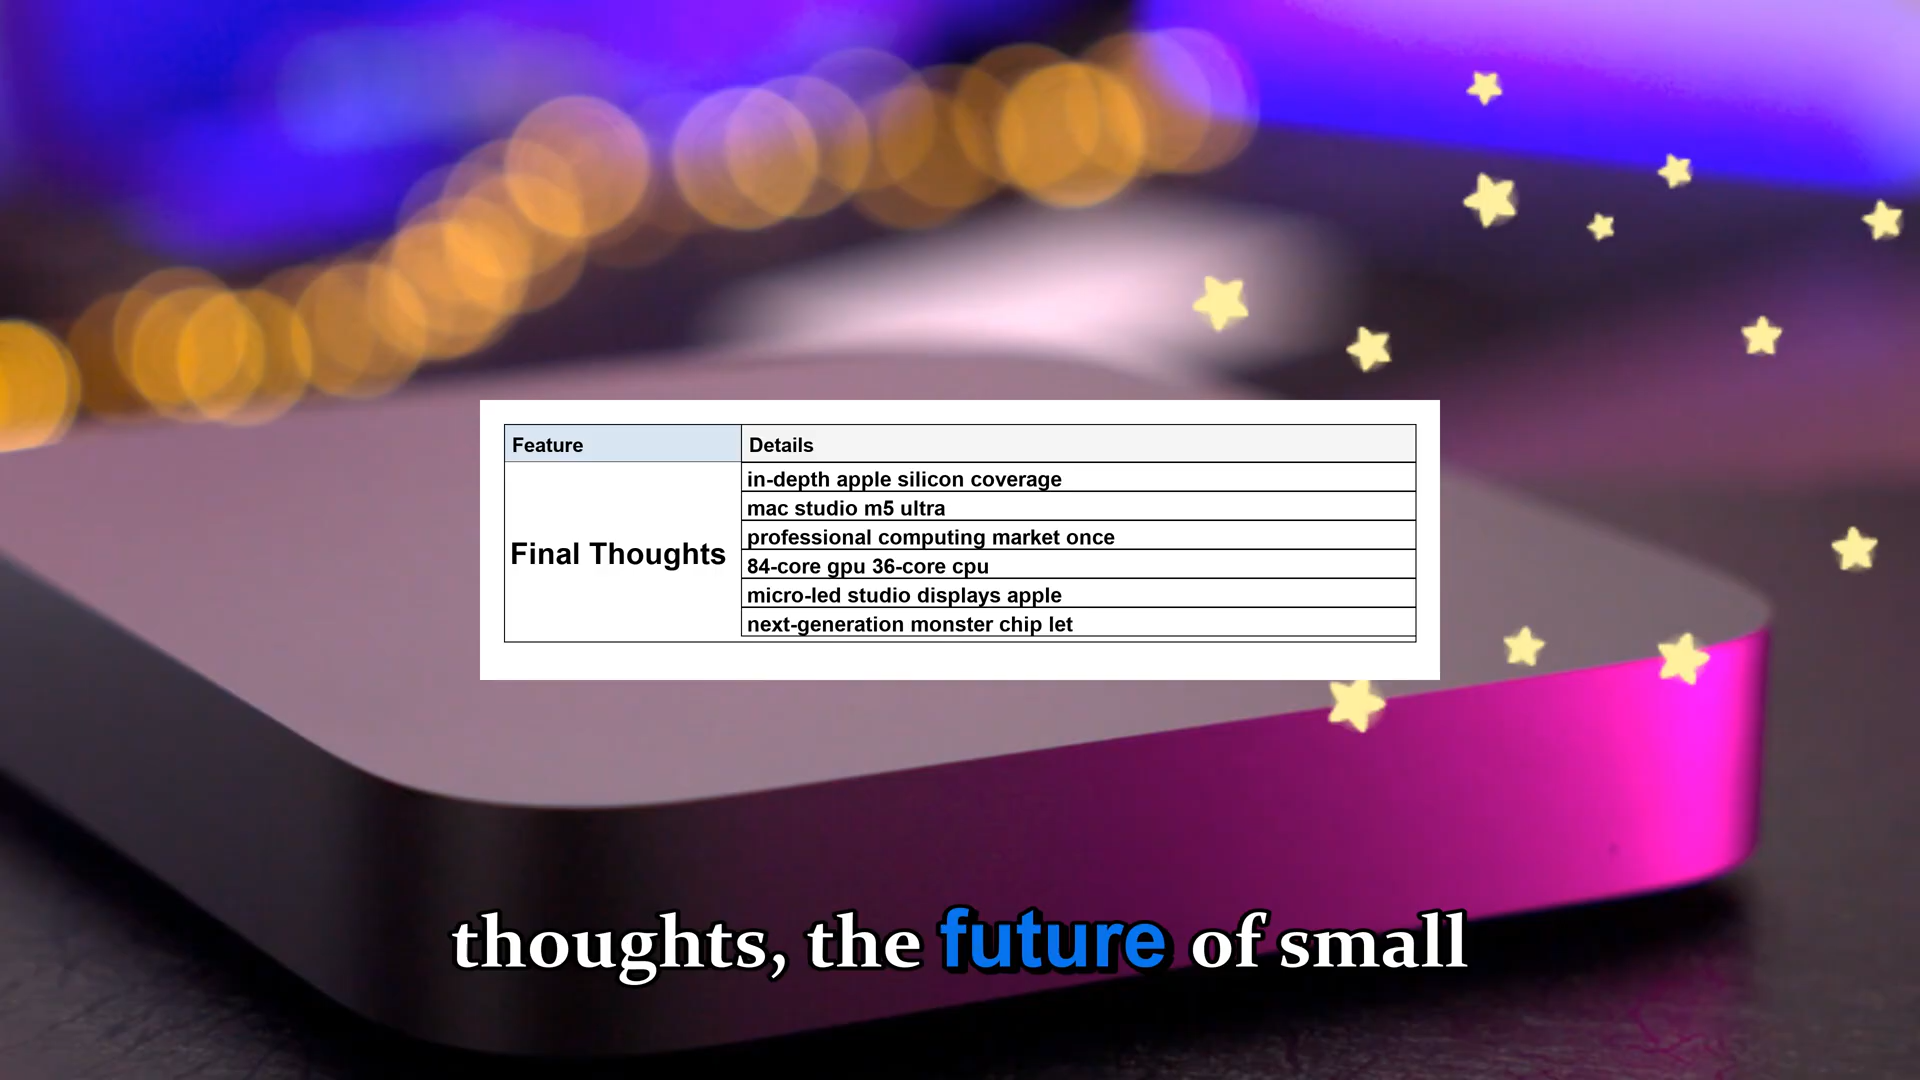 Feature Details
in-depth apple silicon coverage
mac studio m5 ultra
professional computing market once
Final Thoughts
84-core gpu 36-core cpu
micro-led studio displays apple
next-generation monster chip let
thoughts, the future of small